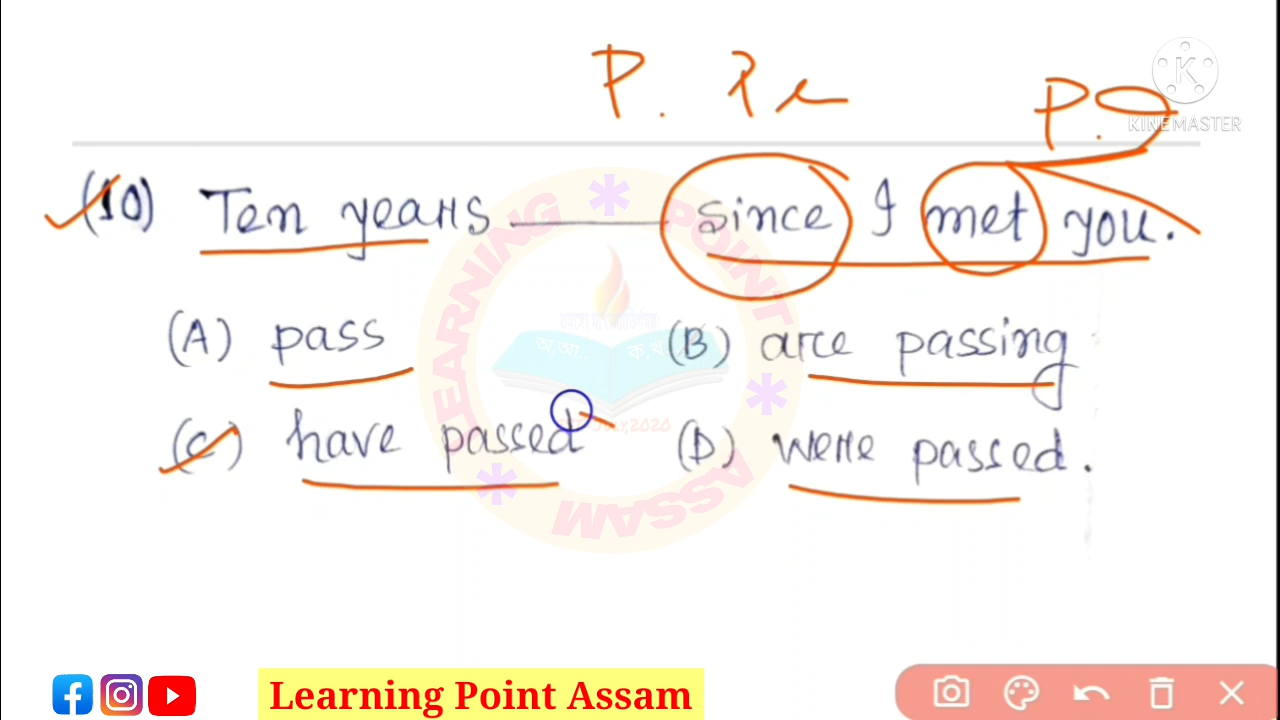 P. Pre P.
KINEMASTER
(10) Ten years ______ since I met you.
(A) pass (B) are passing
(C) have passed (D) were passed.
LEARNING POINT ASSAM
অ,আ.. ক,খ..
Learning Point Assam